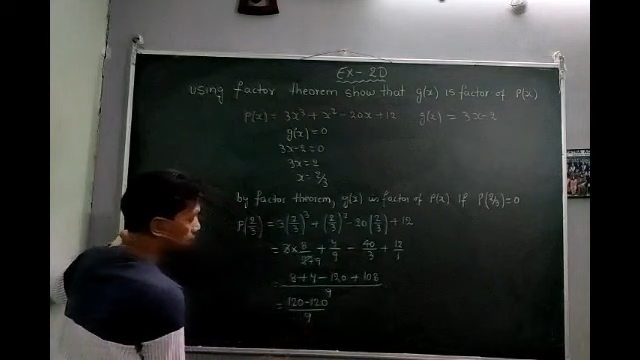 EX - 2D
using factor theorem show that g(x) is factor of P(x)
P(x) = 3x³ + x² - 20x + 12 g(x) = 3x - 2
g(x) = 0
3x - 2 = 0
3x = 2
x = 2/3
by factor theorem, g(x) is factor of P(x) if P(2/3) = 0
P(2/3) = 3(2/3)³ + (2/3)² - 20(2/3) + 12
= 3 × 8/27 9 + 4/9 - 40/3 + 12/1
= 8 + 4 - 120 + 108 / 9
= 120 - 120 / 9